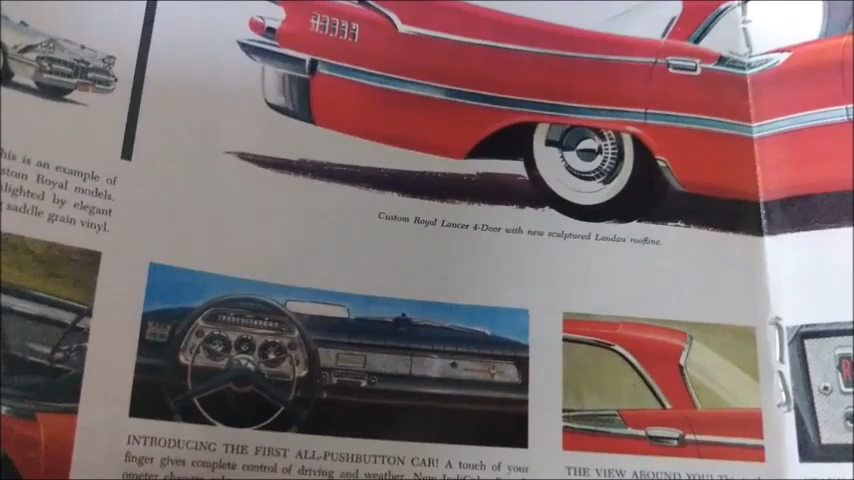 his is an example of
stom Royal models.
lighted by elegant
saddle grain vinyl.
Custom Royal Lancer 4-Door with new sculptured Landau roofline.
INTRODUCING THE FIRST ALL-PUSHBUTTON CAR! A touch of your
finger gives complete control of driving and weather. New
THE VIEW AROUND YOU!
R